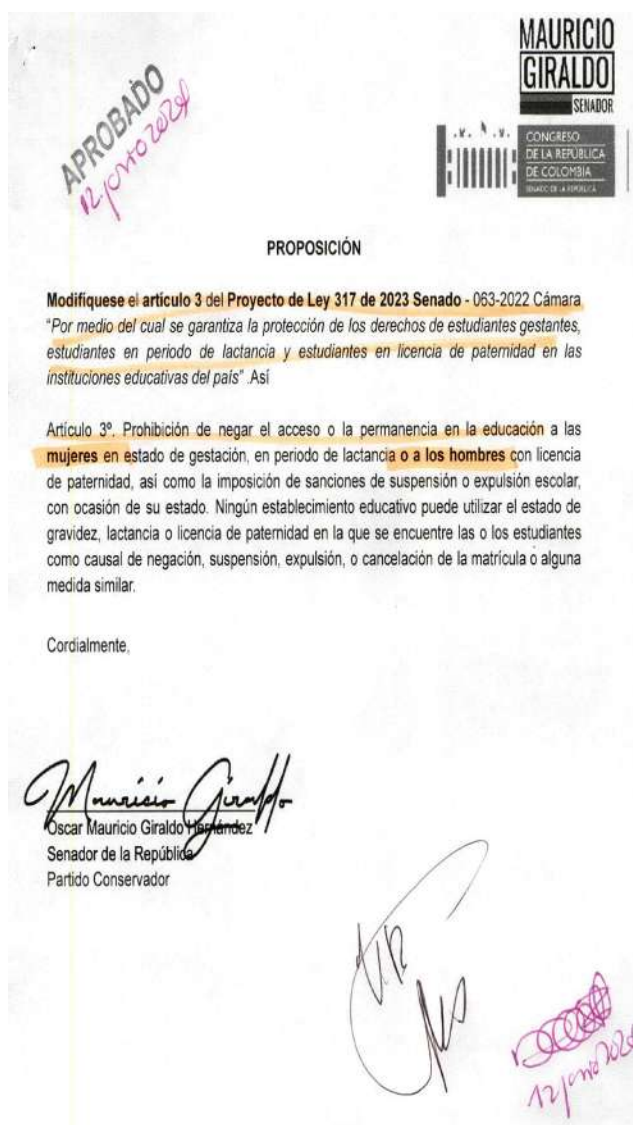 MAURICIO
GIRALDO
SENADOR
CONGRESO
DE LA REPÚBLICA
DE COLOMBIA
SENADO DE LA REPÚBLICA
APROBADO
PROPOSICIÓN
Modifíquese el artículo 3 del Proyecto de Ley 317 de 2023 Senado - 063-2022 Cámara
“Por medio del cual se garantiza la protección de los derechos de estudiantes gestantes,
estudiantes en periodo de lactancia y estudiantes en licencia de paternidad en las
instituciones educativas del país” .Así
Artículo 3º. Prohibición de negar el acceso o la permanencia en la educación a las
mujeres en estado de gestación, en periodo de lactancia o a los hombres con licencia
de paternidad, así como la imposición de sanciones de suspensión o expulsión escolar,
con ocasión de su estado. Ningún establecimiento educativo puede utilizar el estado de
gravidez, lactancia o licencia de paternidad en la que se encuentre las o los estudiantes
como causal de negación, suspensión, expulsión, o cancelación de la matrícula o alguna
medida similar.
Cordialmente,
Mauricio Giraldo
Oscar Mauricio Giraldo Hernández
Senador de la República
Partido Conservador